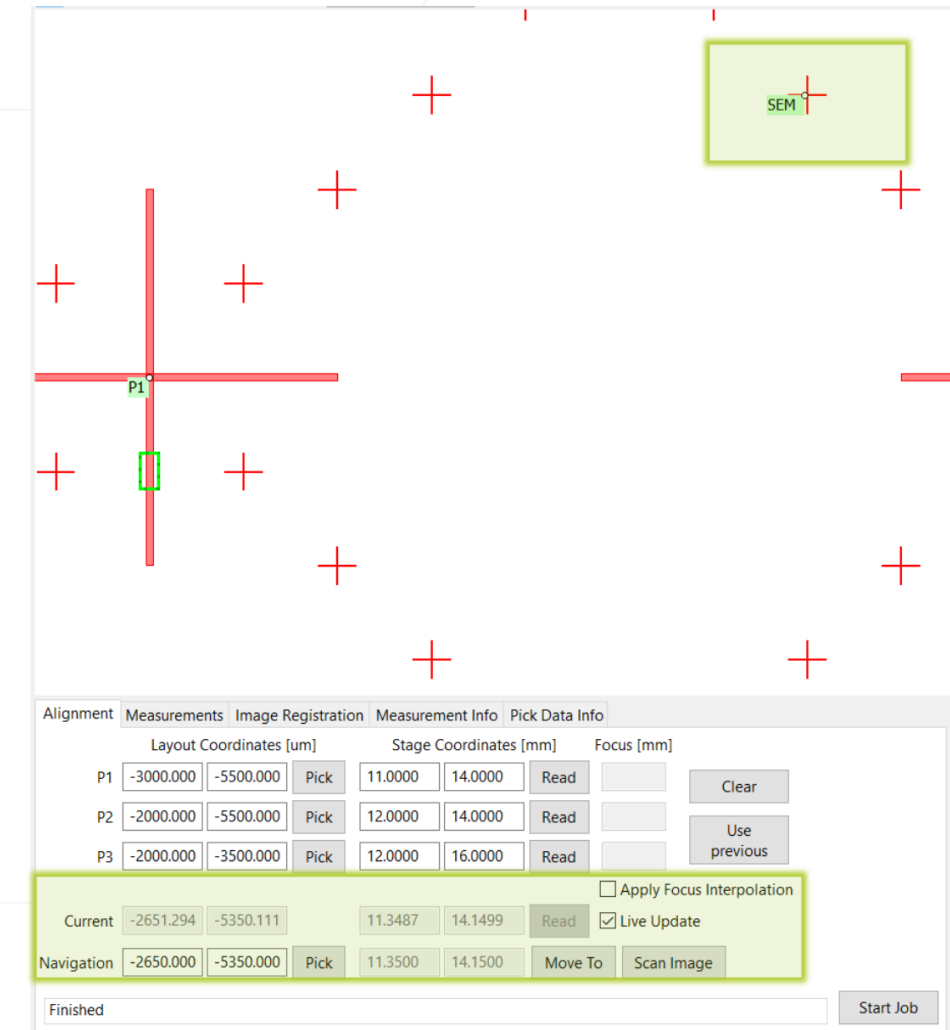 SEM
P1
Alignment Measurements Image Registration Measurement Info Pick Data Info
Layout Coordinates [um] Stage Coordinates [mm] Focus [mm]
P1 -3000.000 -5500.000 Pick 11.0000 14.0000 Read Clear
P2 -2000.000 -5500.000 Pick 12.0000 14.0000 Read Use previous
P3 -2000.000 -3500.000 Pick 12.0000 16.0000 Read
Apply Focus Interpolation
Current -2651.294 -5350.111 11.3487 14.1499 Read Live Update
Navigation -2650.000 -5350.000 Pick 11.3500 14.1500 Move To Scan Image
Finished Start Job